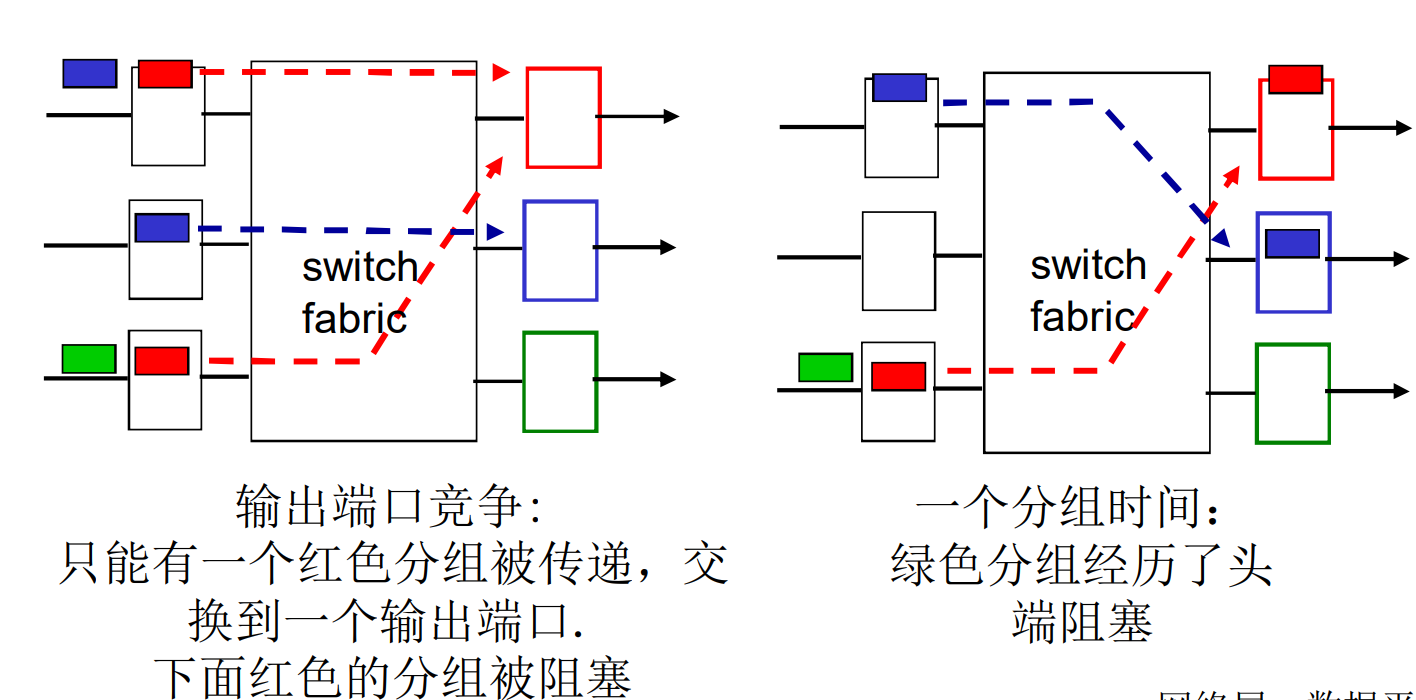 switch
fabric
输出端口竞争:
只能有一个红色分组被传递，交
换到一个输出端口.
下面红色的分组被阻塞
switch
fabric
一个分组时间：
绿色分组经历了头
端阻塞